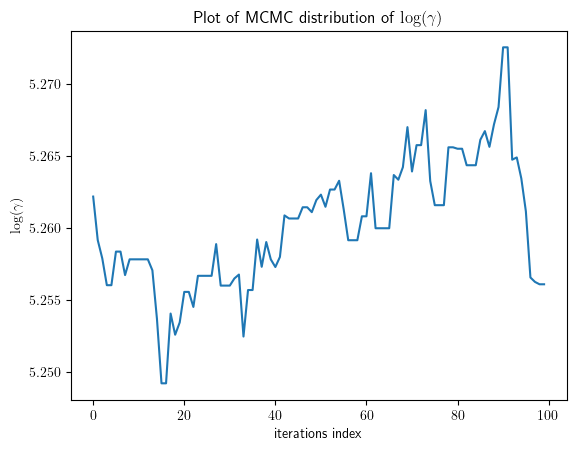 Plot of MCMC distribution of log(γ)
log(γ)
5.270
5.265
5.260
5.255
5.250
0 20 40 60 80 100
iterations index